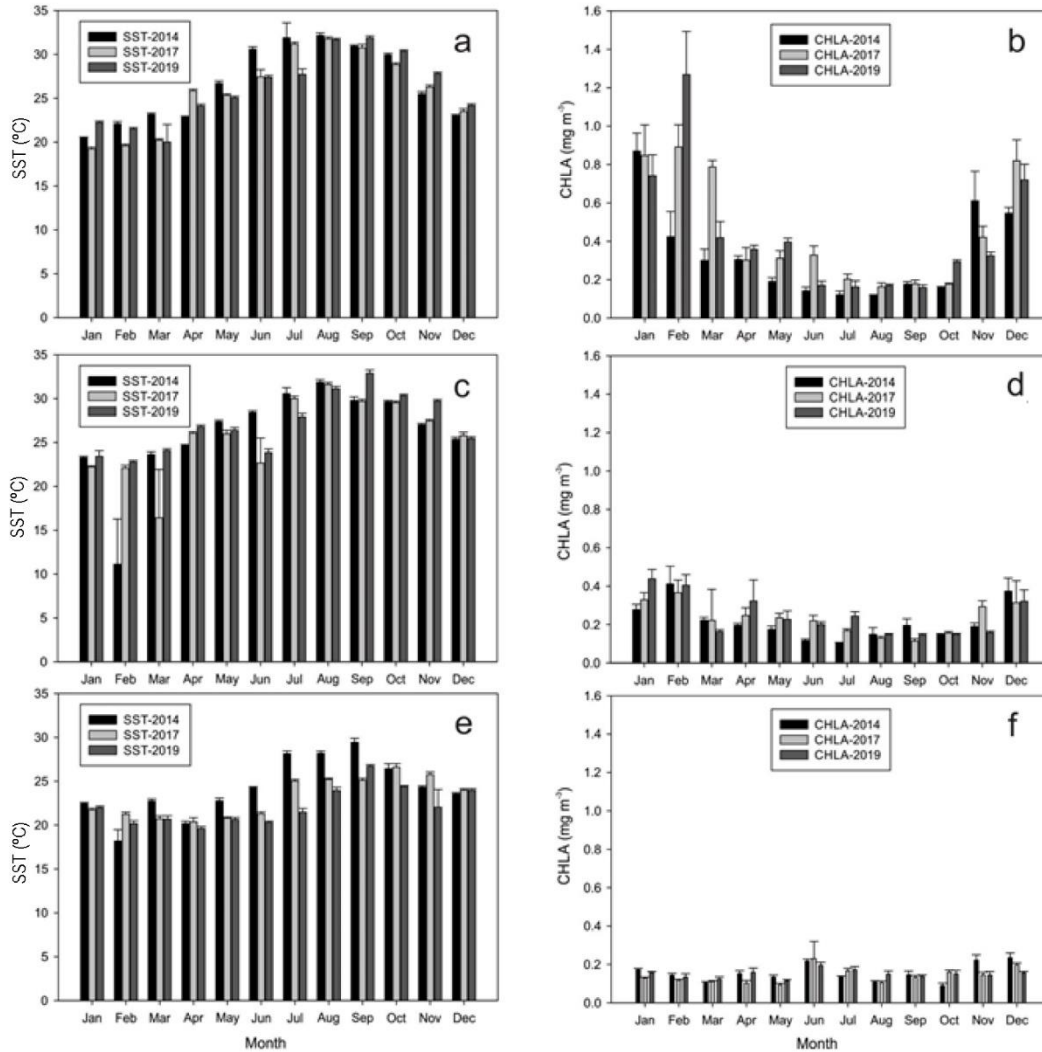 a
SST-2014
SST-2017
SST-2019
35
30
25
20
15
10
5
0
SST (ºC)
Jan Feb Mar Apr May Jun Jul Aug Sep Oct Nov Dec
b
CHLA-2014
CHLA-2017
CHLA-2019
1.6
1.4
1.2
1.0
0.8
0.6
0.4
0.2
0.0
CHLA (mg m⁻³)
Jan Feb Mar Apr May Jun Jul Aug Sep Oct Nov Dec
c
SST-2014
SST-2017
SST-2019
35
30
25
20
15
10
5
0
SST (ºC)
Jan Feb Mar Apr May Jun Jul Aug Sep Oct Nov Dec
d
CHLA-2014
CHLA-2017
CHLA-2019
1.6
1.4
1.2
1.0
0.8
0.6
0.4
0.2
0.0
CHLA (mg m⁻³)
Jan Feb Mar Apr May Jun Jul Aug Sep Oct Nov Dec
e
SST-2014
SST-2017
SST-2019
35
30
25
20
15
10
5
0
SST (ºC)
Jan Feb Mar Apr May Jun Jul Aug Sep Oct Nov Dec
Month
f
CHLA-2014
CHLA-2017
CHLA-2019
1.6
1.4
1.2
1.0
0.8
0.6
0.4
0.2
0.0
CHLA (mg m⁻³)
Jan Feb Mar Apr May Jun Jul Aug Sep Oct Nov Dec
Month